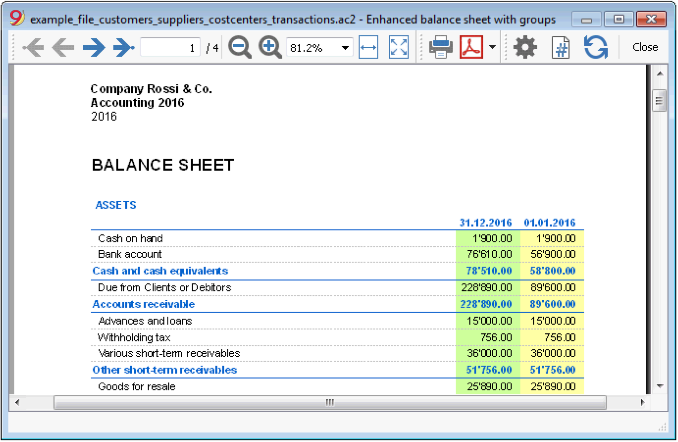 9 example_file_customers_suppliers_costcenters_transactions.ac2 - Enhanced balance sheet with groups
1 / 4 81.2% # Close
Company Rossi & Co.
Accounting 2016
2016
BALANCE SHEET
ASSETS
31.12.2016 01.01.2016
Cash on hand 1'900.00 1'900.00
Bank account 76'610.00 56'900.00
Cash and cash equivalents 78'510.00 58'800.00
Due from Clients or Debitors 228'890.00 89'600.00
Accounts receivable 228'890.00 89'600.00
Advances and loans 15'000.00 15'000.00
Withholding tax 756.00 756.00
Various short-term receivables 36'000.00 36'000.00
Other short-term receivables 51'756.00 51'756.00
Goods for resale 25'890.00 25'890.00